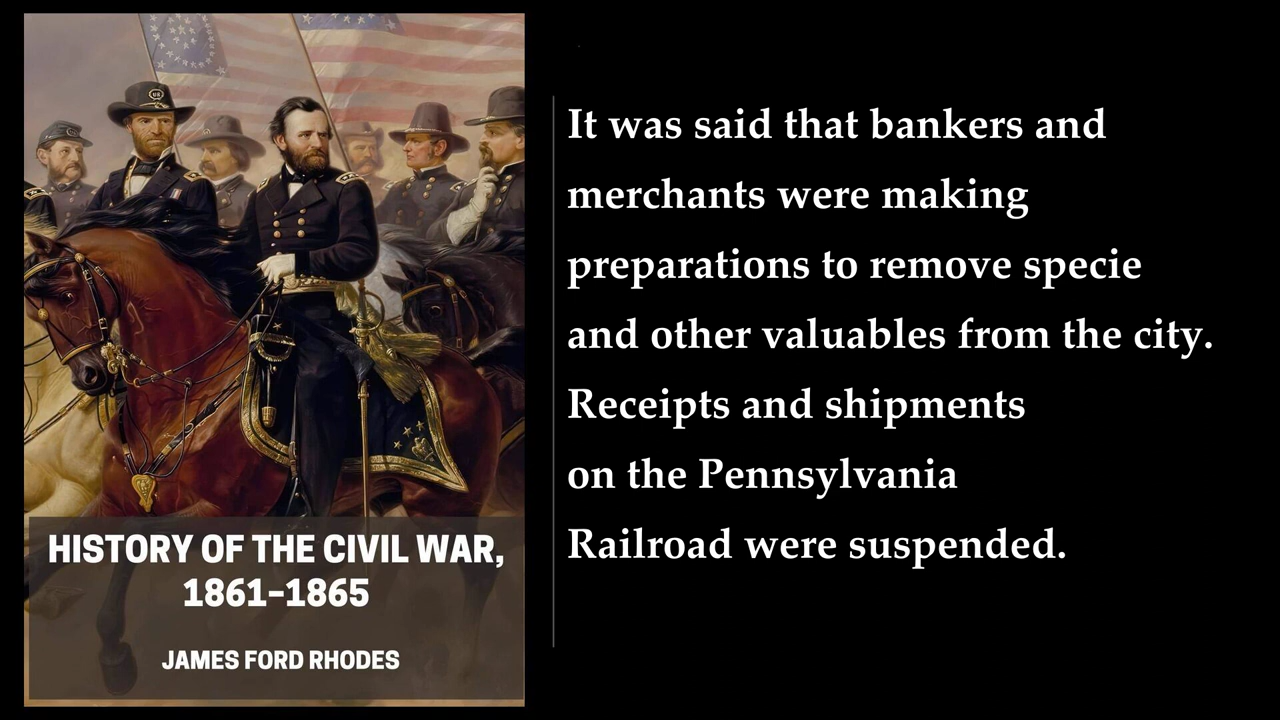 HISTORY OF THE CIVIL WAR,
1861–1865
JAMES FORD RHODES
It was said that bankers and
merchants were making
preparations to remove specie
and other valuables from the city.
Receipts and shipments
on the Pennsylvania
Railroad were suspended.